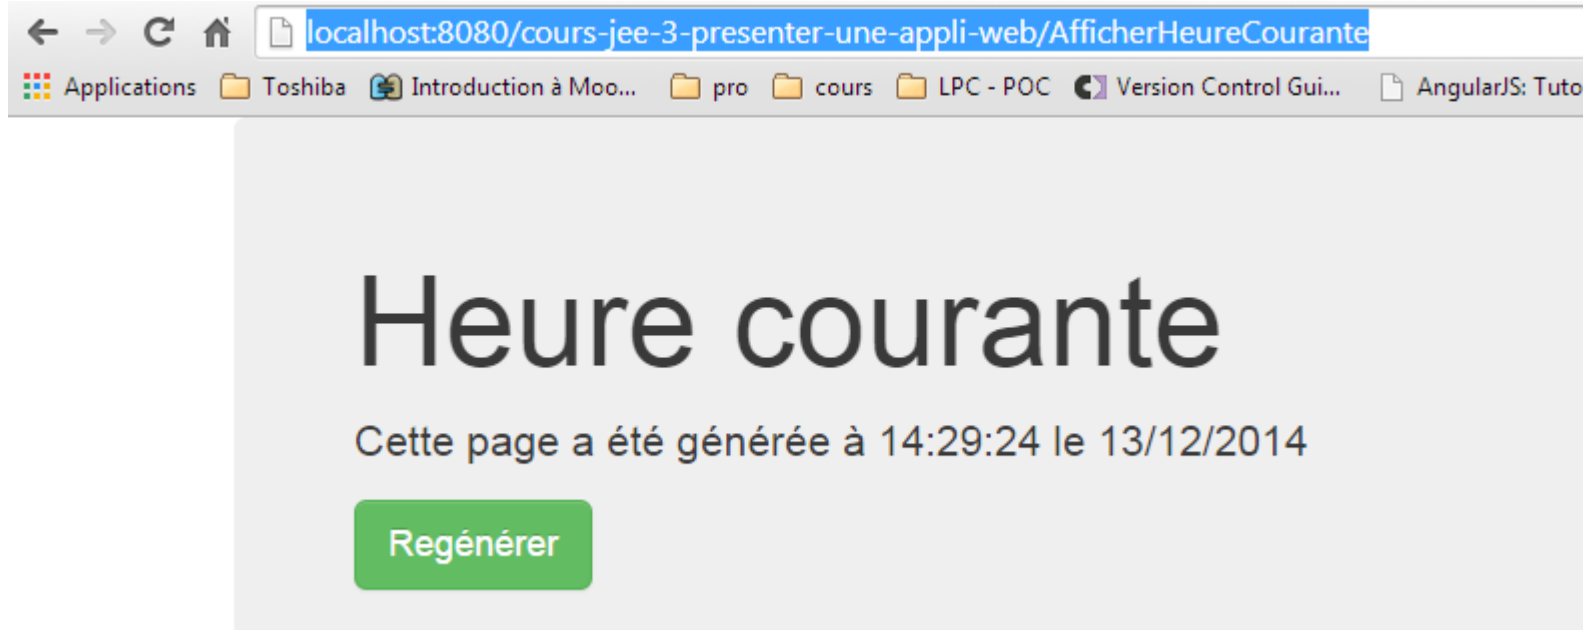 localhost:8080/cours-jee-3-presenter-une-appli-web/AfficherHeureCourante
Applications Toshiba Introduction à Moo... pro cours LPC - POC Version Control Gui... AngularJS: Tuto
Heure courante
Cette page a été générée à 14:29:24 le 13/12/2014
Regénérer